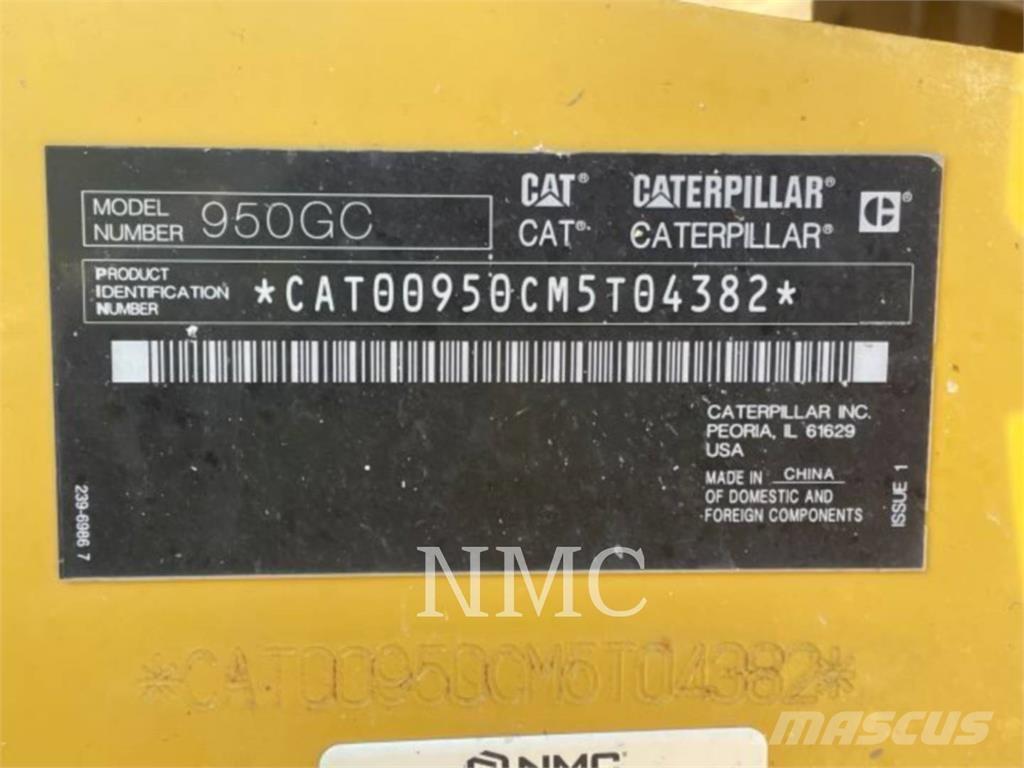 CAT® CATERPILLAR®
MODEL NUMBER 950GC CAT® CATERPILLAR®
PRODUCT IDENTIFICATION NUMBER *CAT00950CM5T04382*
CATERPILLAR INC.
PEORIA, IL 61629
USA
MADE IN CHINA
OF DOMESTIC AND
FOREIGN COMPONENTS
ISSUE 1
239-6986 7
NMC
*CAT00950CM5T04382*
MASCUS
NMC